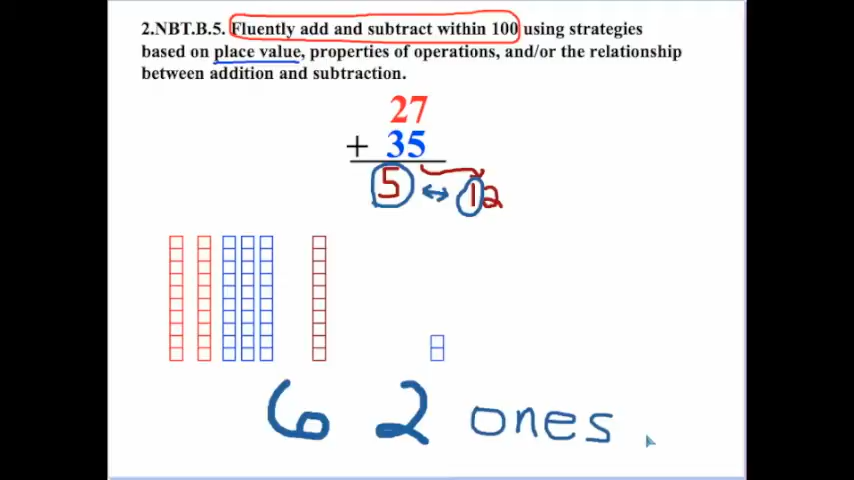 2.NBT.B.5. Fluently add and subtract within 100 using strategies
based on place value, properties of operations, and/or the relationship
between addition and subtraction.
27
+ 35
5 ↔ 12
6 2 ones